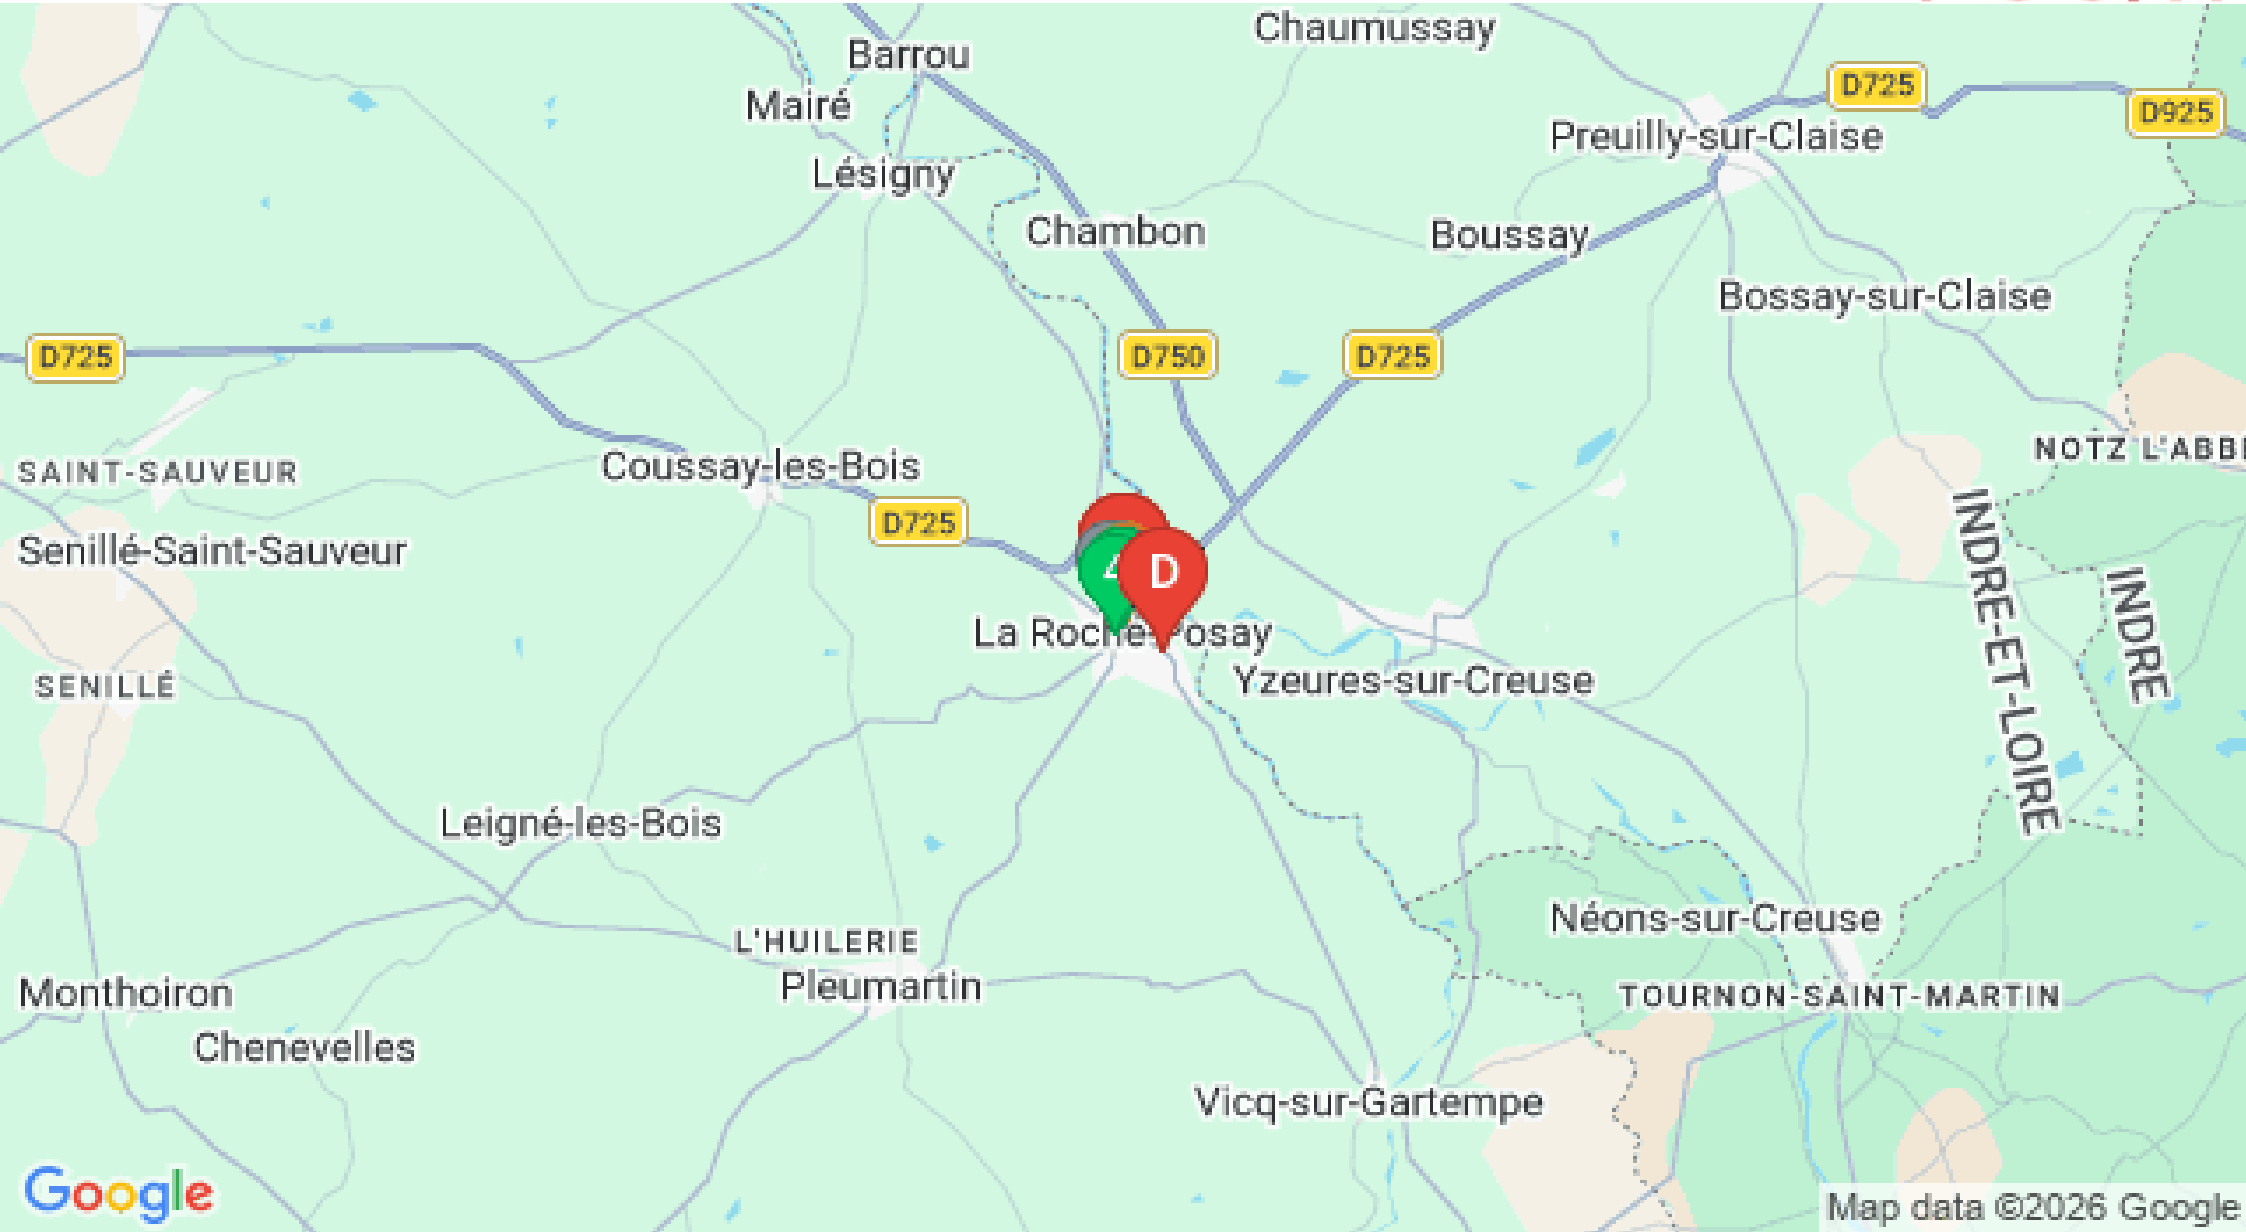 Chaumussay
Barrou
D725
Mairé
D925
Preuilly-sur-Claise
Lésigny
Chambon
Boussay
Bossay-sur-Claise
D725
D750
D725
NOTZ L'ABBE
SAINT-SAUVEUR
Coussay-les-Bois
D725
Senillé-Saint-Sauveur
D
INDRE-ET-LOIRE
INDRE
La Roche-Posay
Yzeures-sur-Creuse
SENILLÉ
Leigné-les-Bois
Néons-sur-Creuse
L'HUILERIE
Pleumartin
Monthoiron
TOURNON-SAINT-MARTIN
Chenevelles
Vicq-sur-Gartempe
Google
Map data ©2026 Google